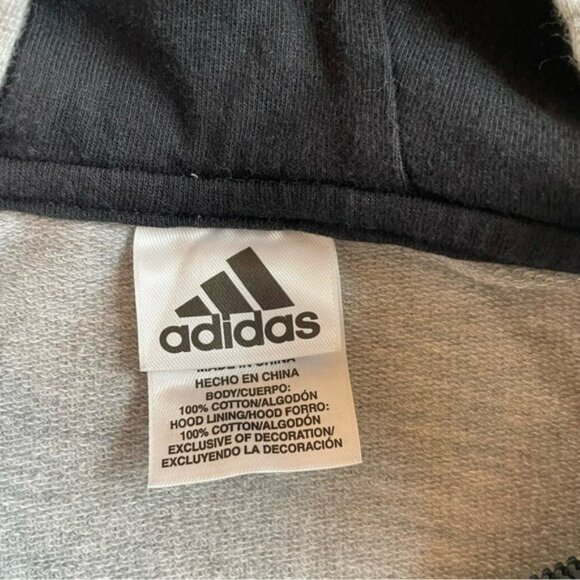 adidas
MADE IN CHINA
HECHO EN CHINA
BODY/CUERPO:
100% COTTON/ALGODÓN
HOOD LINING/HOOD FORRO:
100% COTTON/ALGODÓN
EXCLUSIVE OF DECORATION/
EXCLUYENDO LA DECORACIÓN